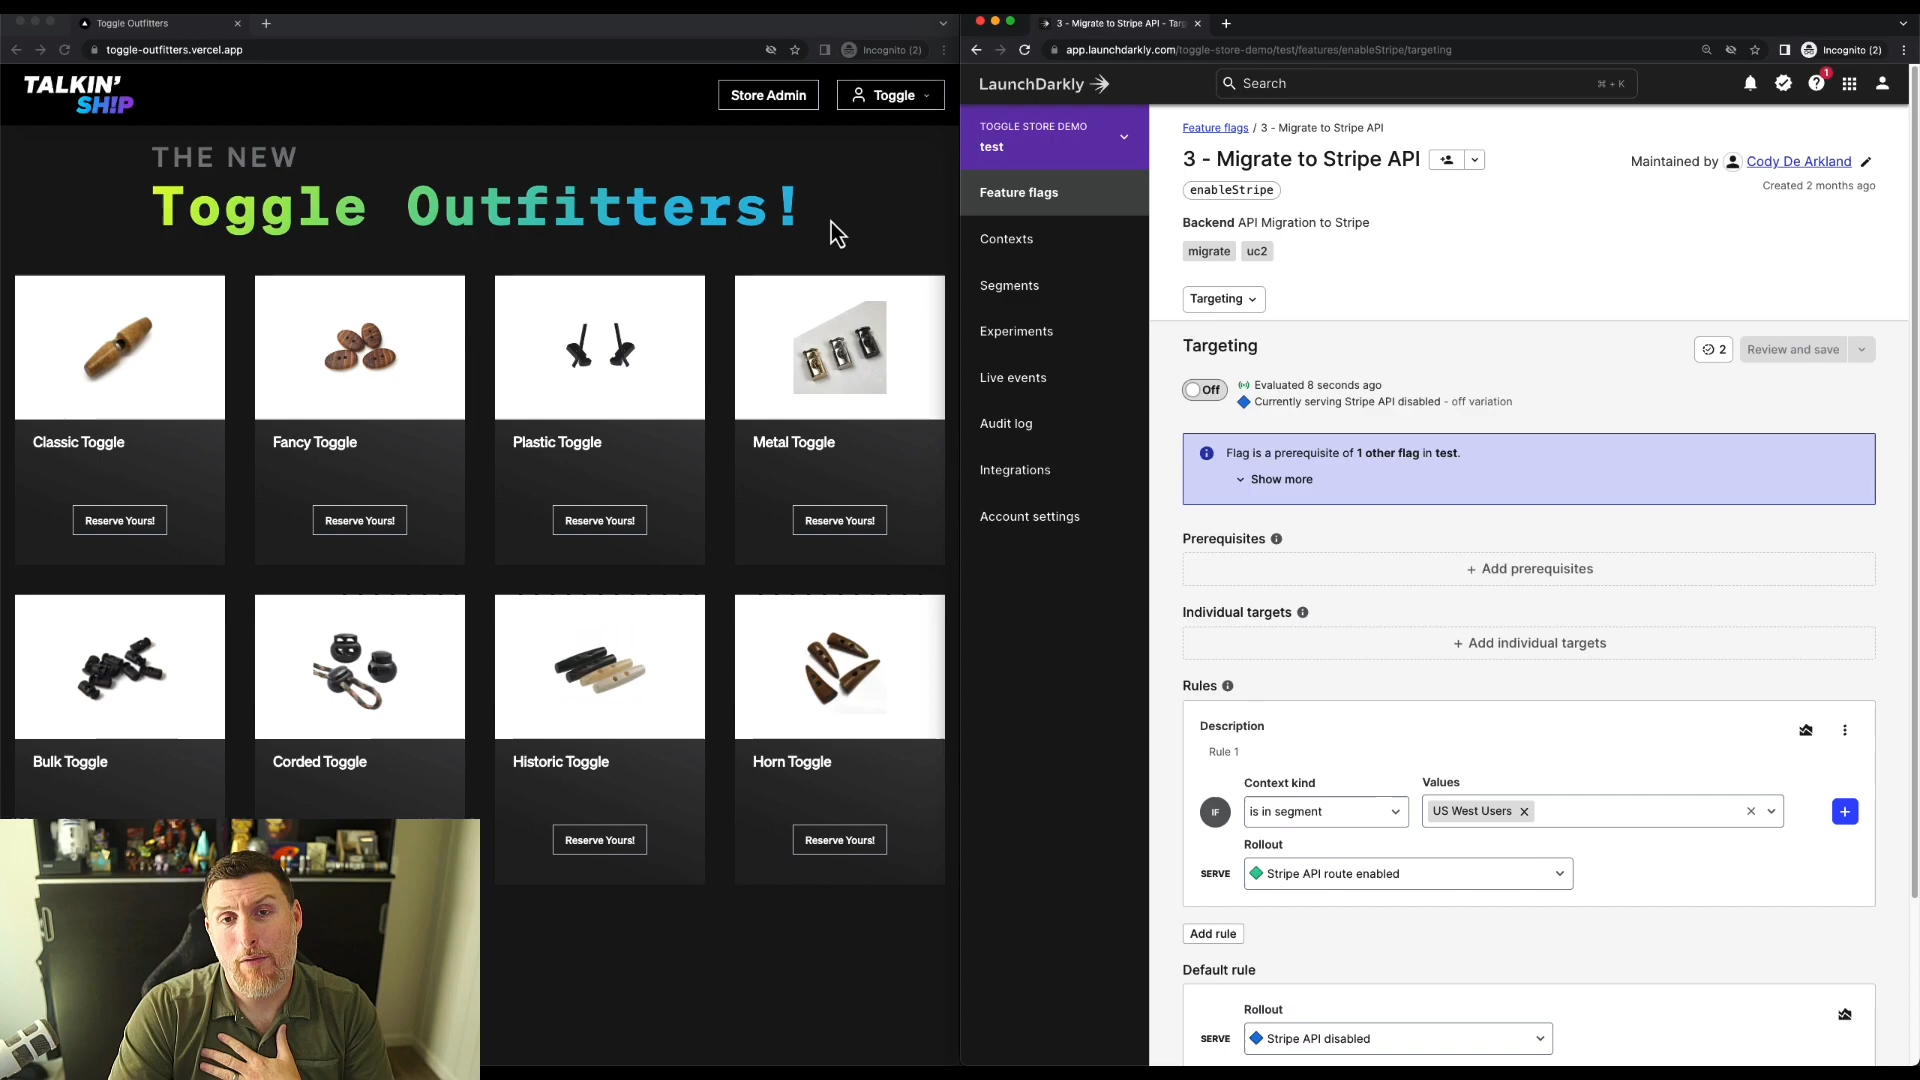 Toggle Outfitters
toggle-outfitters.vercel.app
Incognito (2)
TALKIN'
SH!P
Store Admin
Toggle
THE NEW
Toggle Outfitters!
Classic Toggle
Fancy Toggle
Plastic Toggle
Metal Toggle
Reserve Yours!
Reserve Yours!
Reserve Yours!
Reserve Yours!
Bulk Toggle
Corded Toggle
Historic Toggle
Horn Toggle
Reserve Yours!
Reserve Yours!
3 - Migrate to Stripe API - Targ
app.launchdarkly.com/toggle-store-demo/test/features/enableStripe/targeting
Incognito (2)
LaunchDarkly
Search
⌘ + K
1
TOGGLE STORE DEMO
test
Feature flags
Contexts
Segments
Experiments
Live events
Audit log
Integrations
Account settings
Feature flags / 3 - Migrate to Stripe API
3 - Migrate to Stripe API
Maintained by Cody De Arkland
enableStripe
Created 2 months ago
Backend API Migration to Stripe
migrate uc2
Targeting
Targeting
2
Review and save
Off
Evaluated 8 seconds ago
Currently serving Stripe API disabled - off variation
Flag is a prerequisite of 1 other flag in test.
Show more
Prerequisites
+ Add prerequisites
Individual targets
+ Add individual targets
Rules
Description
Rule 1
Context kind
Values
IF
is in segment
US West Users
Rollout
SERVE
Stripe API route enabled
Add rule
Default rule
Rollout
SERVE
Stripe API disabled